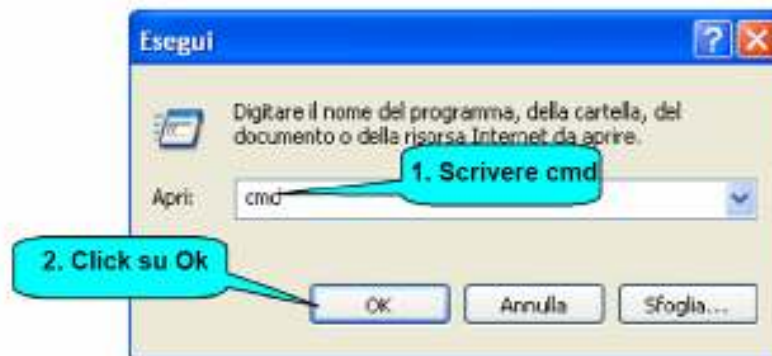 Esegui
Digitare il nome del programma, della cartella, del
documento o della risorsa Internet da aprire.
1. Scrivere cmd
Apri: cmd
2. Click su Ok
OK Annulla Sfoglia...